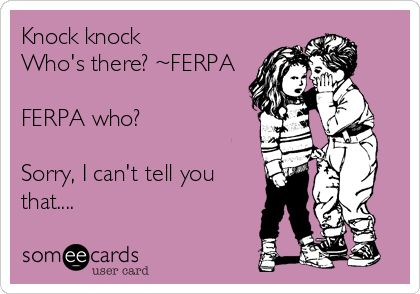 Knock knock
Who's there? ~FERPA
FERPA who?
Sorry, I can't tell you
that....
someecards
user card